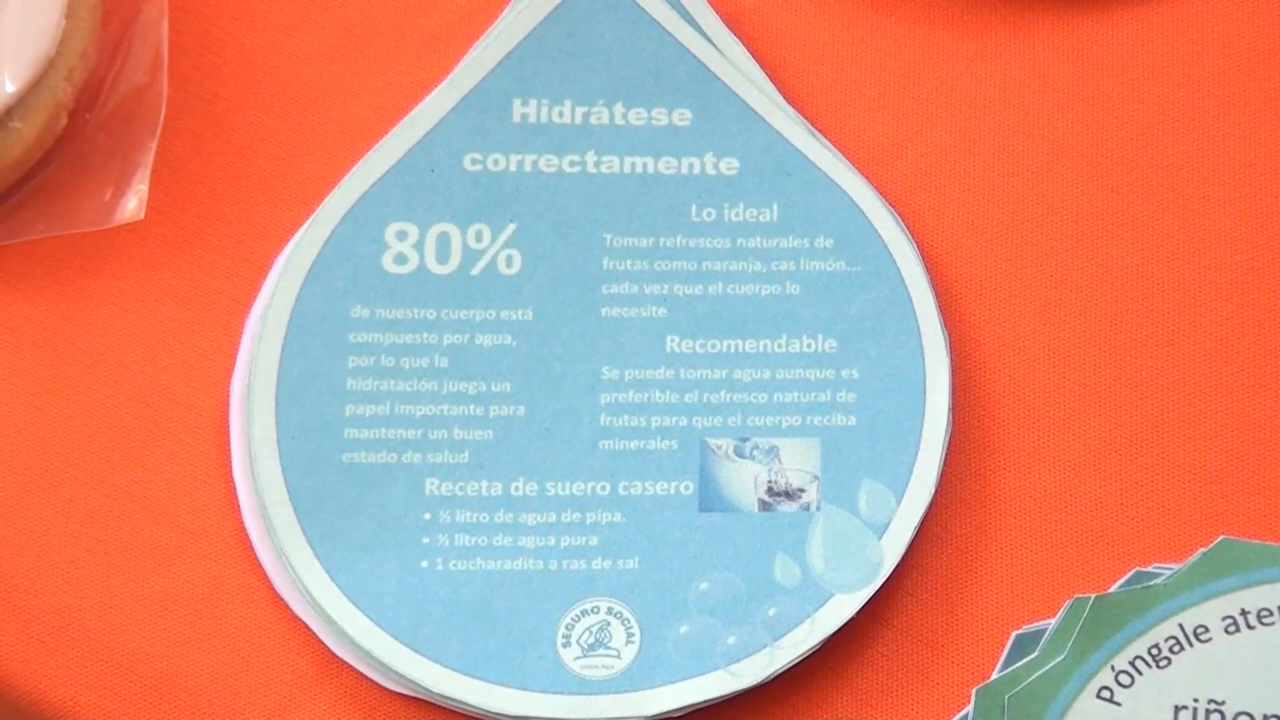 Hidrátese
correctamente
80%
de nuestro cuerpo está
compuesto por agua,
por lo que la
hidratación juega un
papel importante para
mantener un buen
estado de salud
Lo ideal
Tomar refrescos naturales de
frutas como naranja, cas limón...
cada vez que el cuerpo lo
necesite
Recomendable
Se puede tomar agua aunque es
preferible el refresco natural de
frutas para que el cuerpo reciba
minerales
Receta de suero casero
• ½ litro de agua de pipa.
• ½ litro de agua pura
• 1 cucharadita a ras de sal
SEGURO SOCIAL
COSTA RICA
Póngale